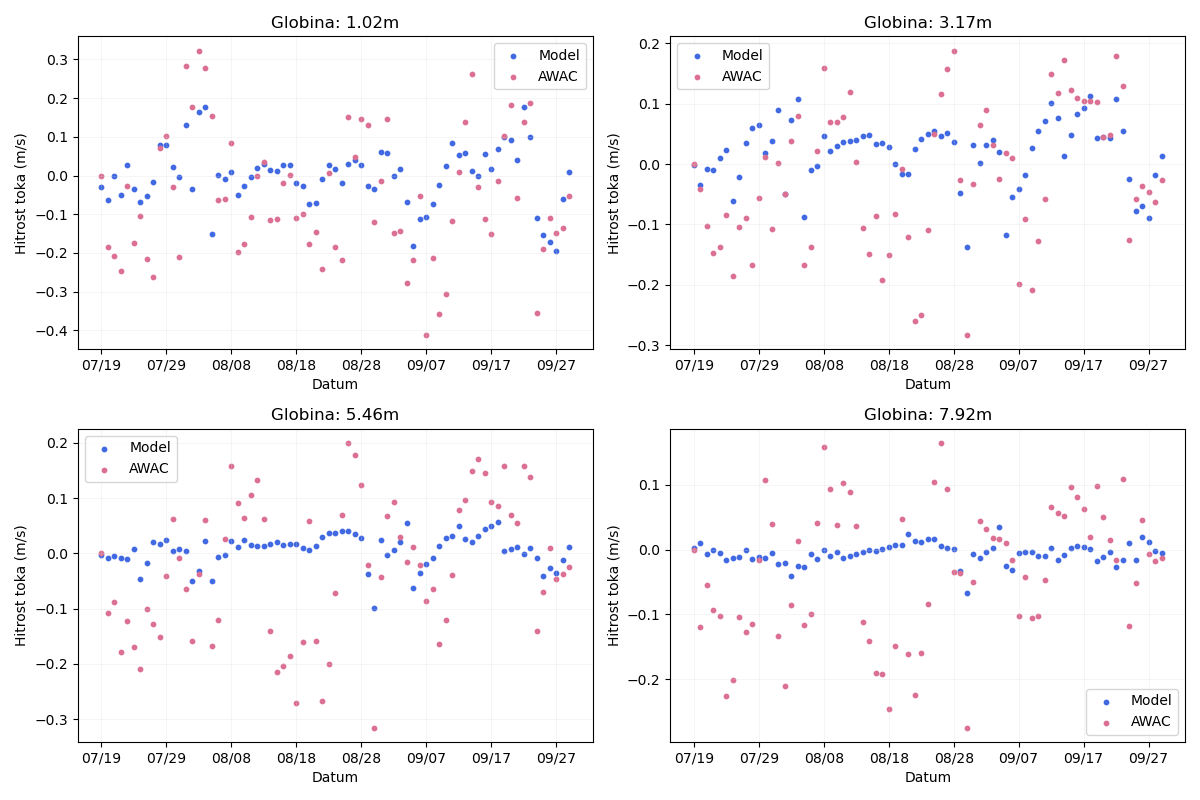 Globina: 1.02m
Hitrost toka (m/s)
0.3
0.2
0.1
0.0
−0.1
−0.2
−0.3
−0.4
Model
AWAC
07/19 07/29 08/08 08/18 08/28 09/07 09/17 09/27
Datum
Globina: 3.17m
Hitrost toka (m/s)
0.2
0.1
0.0
−0.1
−0.2
−0.3
Model
AWAC
07/19 07/29 08/08 08/18 08/28 09/07 09/17 09/27
Datum
Globina: 5.46m
Hitrost toka (m/s)
0.2
0.1
0.0
−0.1
−0.2
−0.3
Model
AWAC
07/19 07/29 08/08 08/18 08/28 09/07 09/17 09/27
Datum
Globina: 7.92m
Hitrost toka (m/s)
0.1
0.0
−0.1
−0.2
Model
AWAC
07/19 07/29 08/08 08/18 08/28 09/07 09/17 09/27
Datum